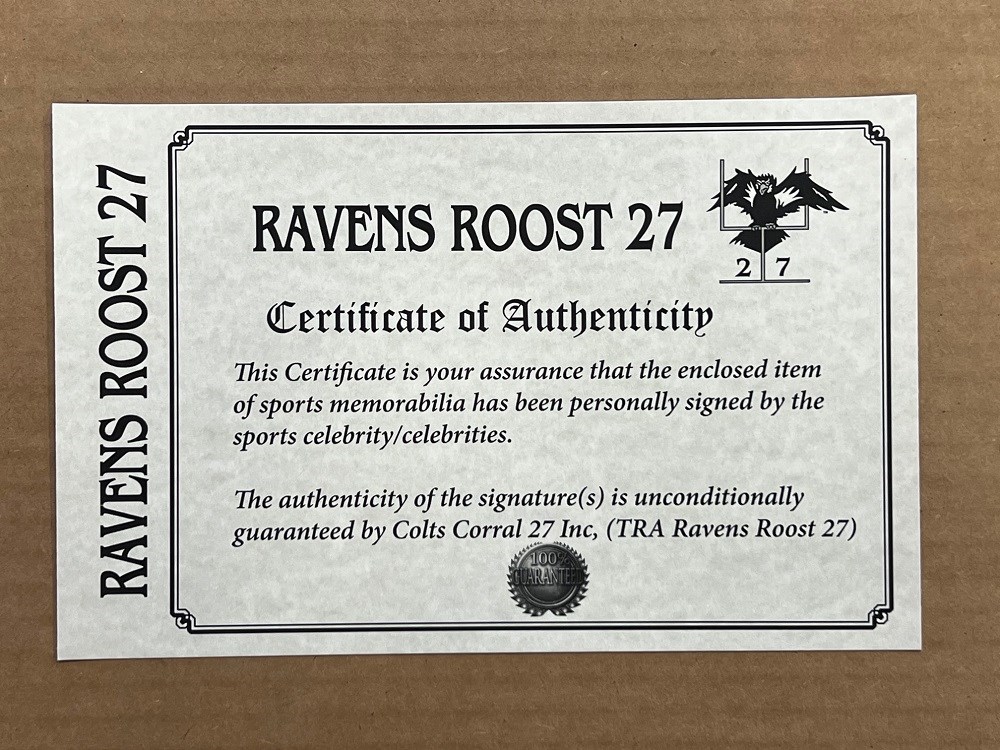 RAVENS ROOST 27
RAVENS ROOST 27
2 7
Certificate of Authenticity
This Certificate is your assurance that the enclosed item
of sports memorabilia has been personally signed by the
sports celebrity/celebrities.
The authenticity of the signature(s) is unconditionally
guaranteed by Colts Corral 27 Inc, (TRA Ravens Roost 27)
100%
GUARANTEED